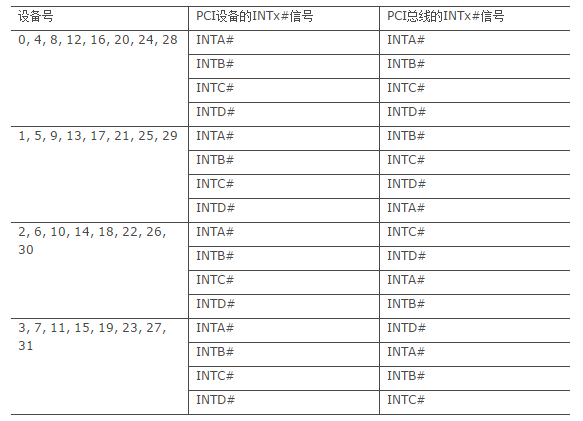 设备号 PCI设备的INTx#信号 PCI总线的INTx#信号
0, 4, 8, 12, 16, 20, 24, 28 INTA# INTA#
INTB# INTB#
INTC# INTC#
INTD# INTD#
1, 5, 9, 13, 17, 21, 25, 29 INTA# INTB#
INTB# INTC#
INTC# INTD#
INTD# INTA#
2, 6, 10, 14, 18, 22, 26, INTA# INTC#
30
INTB# INTD#
INTC# INTA#
INTD# INTB#
3, 7, 11, 15, 19, 23, 27, INTA# INTD#
31
INTB# INTA#
INTC# INTB#
INTD# INTC#